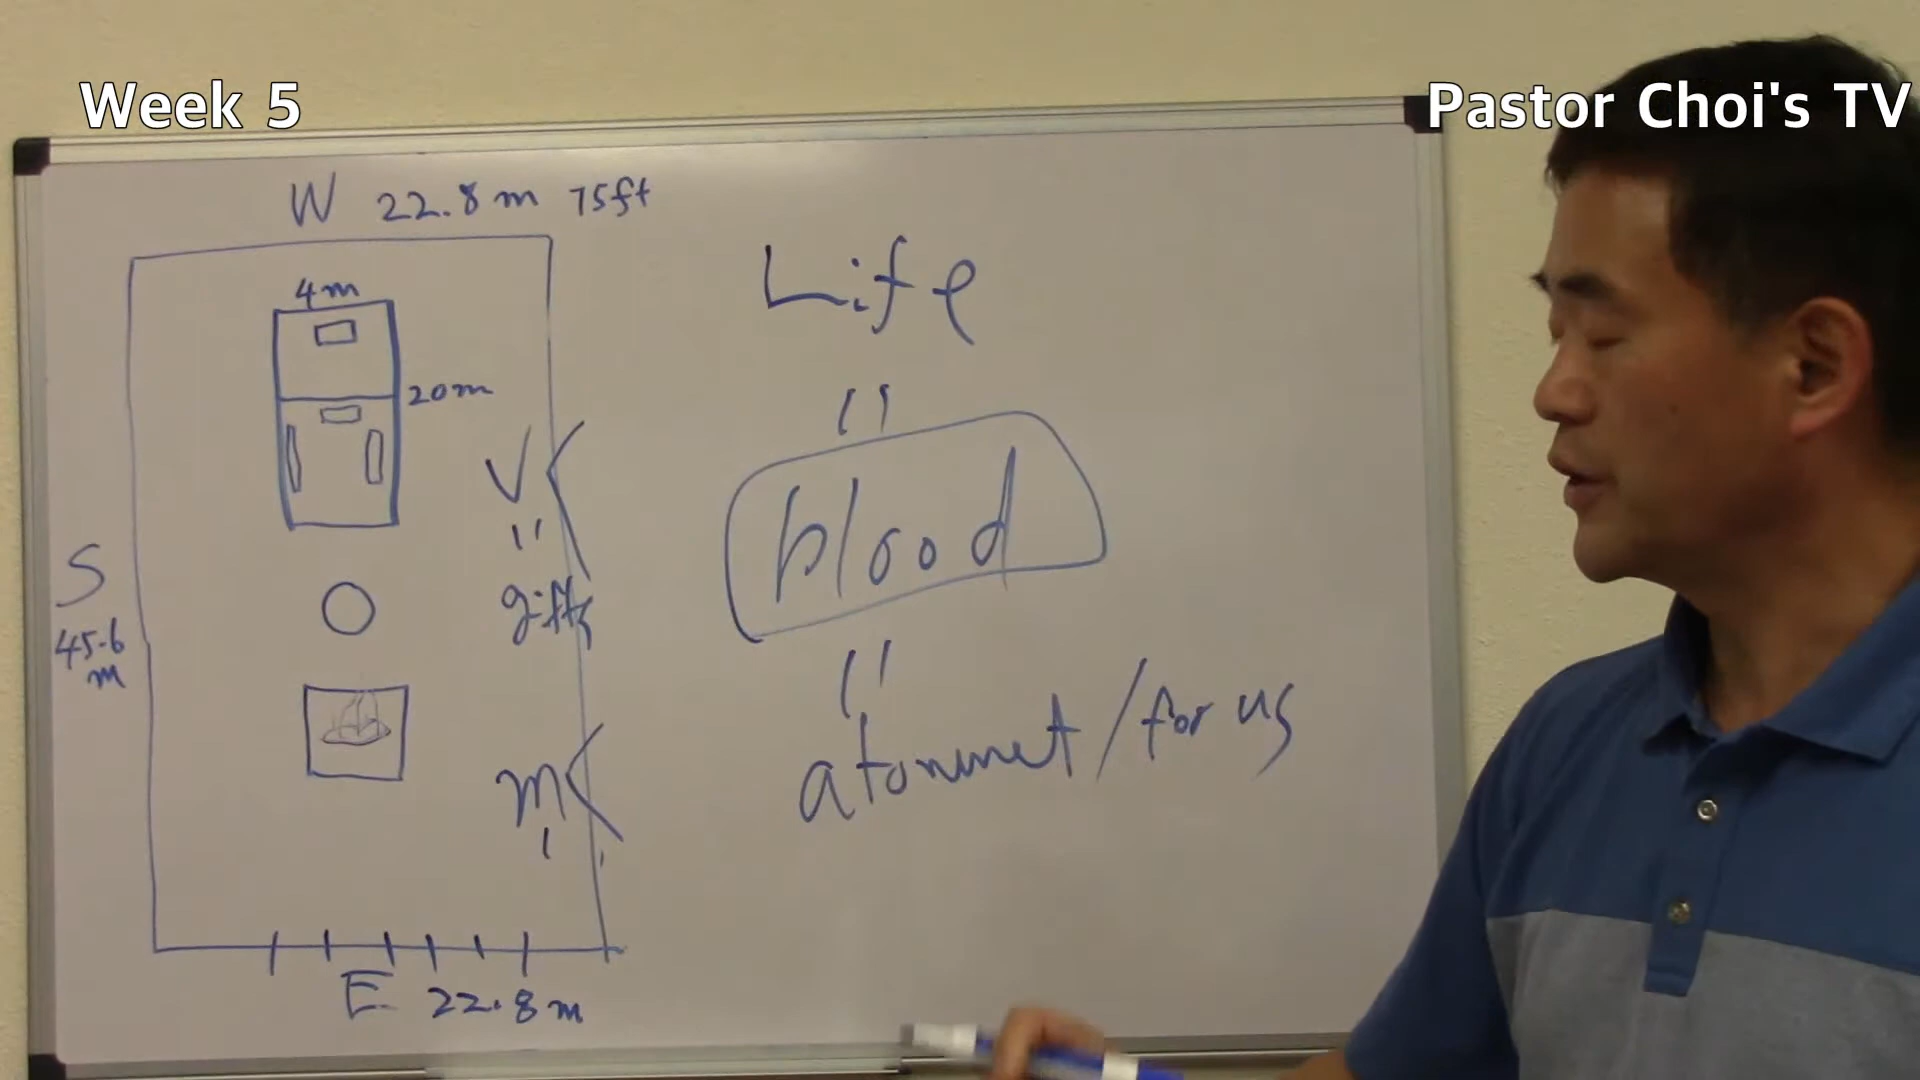 Week 5
Pastor Choi's TV
W 22.8 m 75ft
4m
20m
V
gifts
S
45.6
m
m
E 22.8 m
Life
blood
atonmnet/for us